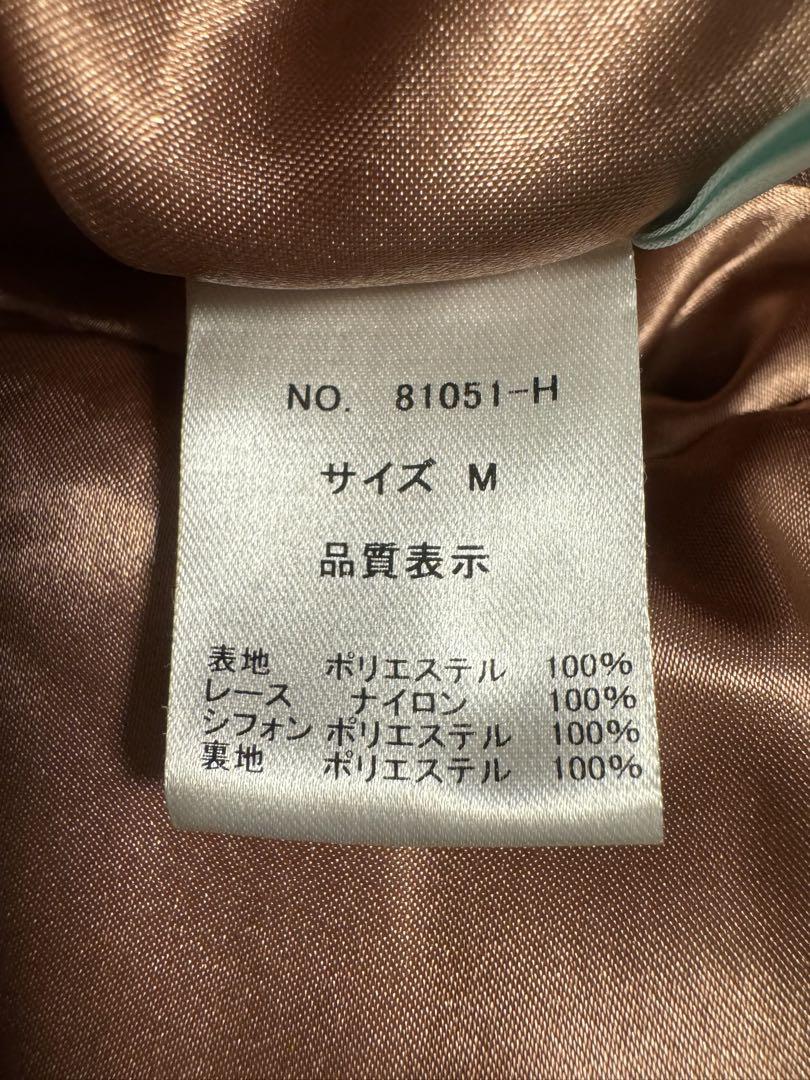 NO. 81051-H
サイズ M
品質表示
表地 ポリエステル 100%
レース ナイロン 100%
シフォン ポリエステル 100%
裏地 ポリエステル 100%